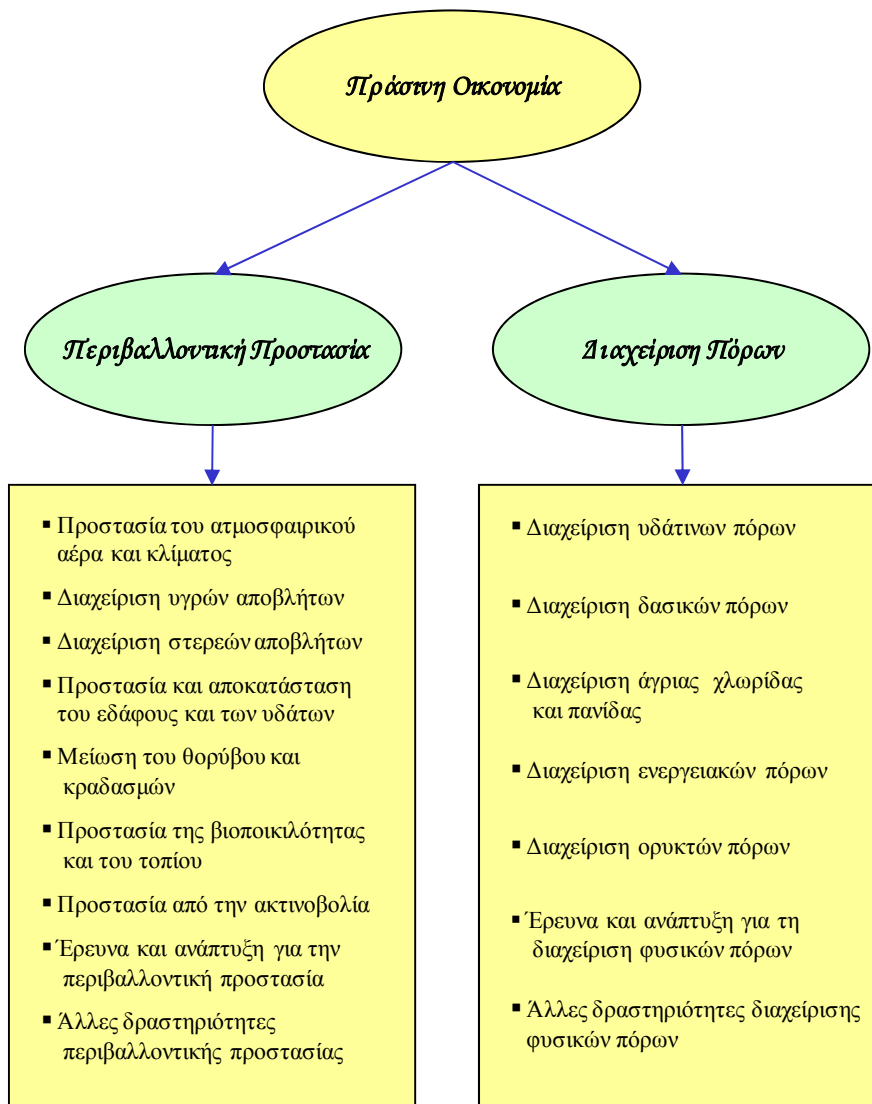 Πράσινη Οικονομία
Περιβαλλοντική Προστασία
▪ Προστασία του ατμοσφαιρικού
αέρα και κλίματος
▪ Διαχείριση υγρών αποβλήτων
▪ Διαχείριση στερεών αποβλήτων
▪ Προστασία και αποκατάσταση
του εδάφους και των υδάτων
▪ Μείωση του θορύβου και
κραδασμών
▪ Προστασία της βιοποικιλότητας
και του τοπίου
▪ Προστασία από την ακτινοβολία
▪ Έρευνα και ανάπτυξη για την
περιβαλλοντική προστασία
▪ Άλλες δραστηριότητες
περιβαλλοντικής προστασίας
Διαχείριση Πόρων
▪ Διαχείριση υδάτινων πόρων
▪ Διαχείριση δασικών πόρων
▪ Διαχείριση άγριας χλωρίδας
και πανίδας
▪ Διαχείριση ενεργειακών πόρων
▪ Διαχείριση ορυκτών πόρων
▪ Έρευνα και ανάπτυξη για τη
διαχείριση φυσικών πόρων
▪ Άλλες δραστηριότητες διαχείρισης
φυσικών πόρων